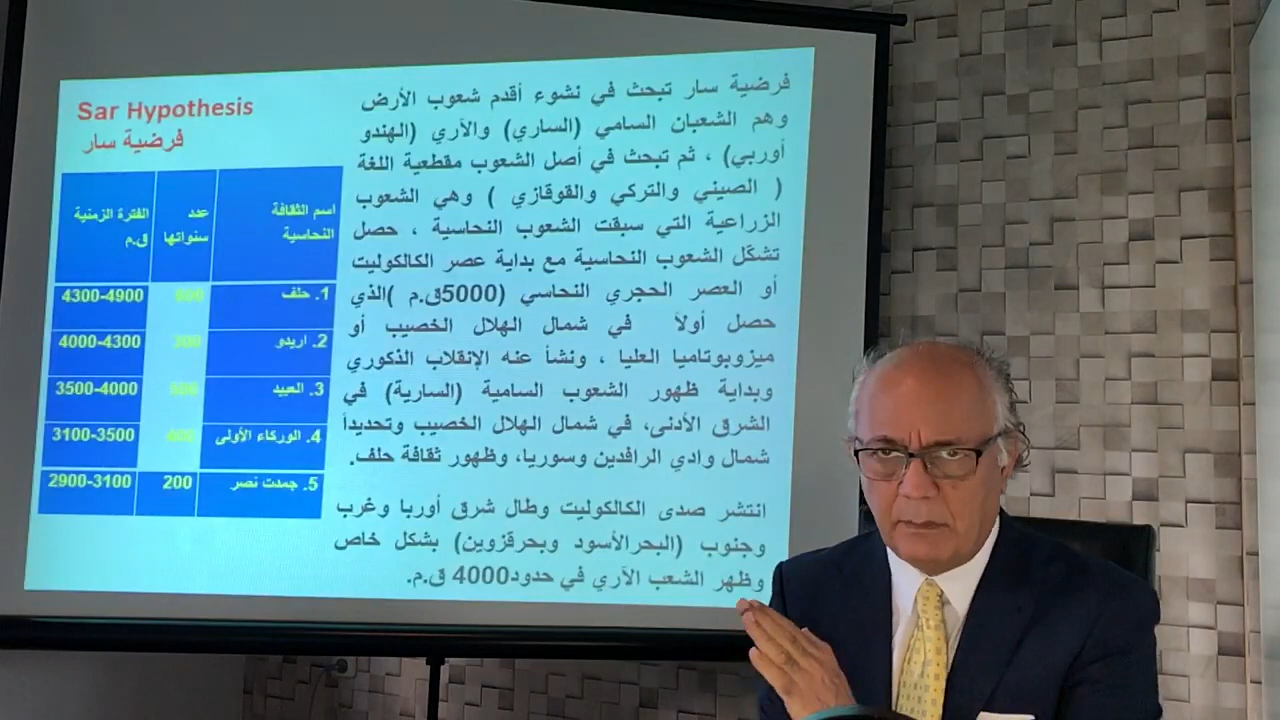 Sar Hypothesis
فرضية سار
اسم الثقافة النحاسية
عدد سنواتها
الفترة الزمنية ق.م
1. حلف
4300-4900
2. اريدو
4000-4300
3. العبيد
3500-4000
4. الوركاء الأولى
3100-3500
5. جمدت نصر
200
2900-3100
فرضية سار تبحث في نشوء أقدم شعوب الأرض
وهم الشعبان السامي (الساري) والآري (الهندو
أوربي) ، ثم تبحث في أصل الشعوب مقطعية اللغة
( الصيني والتركي والقوقازي ) وهي الشعوب
الزراعية التي سبقت الشعوب النحاسية ، حصل
تشكّل الشعوب النحاسية مع بداية عصر الكالكوليت
أو العصر الحجري النحاسي (5000ق.م )الذي
حصل أولاً في شمال الهلال الخصيب أو
ميزوبوتاميا العليا ، ونشأ عنه الإنقلاب الذكوري
وبداية ظهور الشعوب السامية (السارية) في
الشرق الأدنى، في شمال الهلال الخصيب وتحديداً
شمال وادي الرافدين وسوريا، وظهور ثقافة حلف.
انتشر صدى الكالكوليت وطال شرق أوربا وغرب
وجنوب (البحرالأسود وبحرقزوين) بشكل خاص
وظهر الشعب الآري في حدود4000 ق.م.